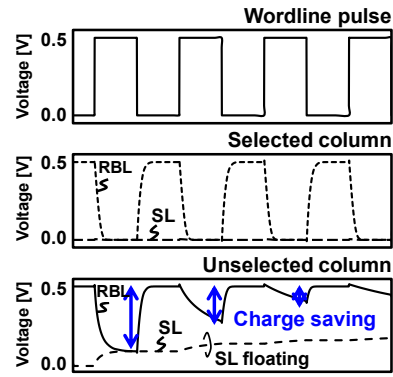 Wordline pulse
Voltage [V]
0.5
0.0
Selected column
Voltage [V]
0.5
RBL
SL
0.0
Unselected column
Voltage [V]
0.5
RBL
SL
Charge saving
SL floating
0.0